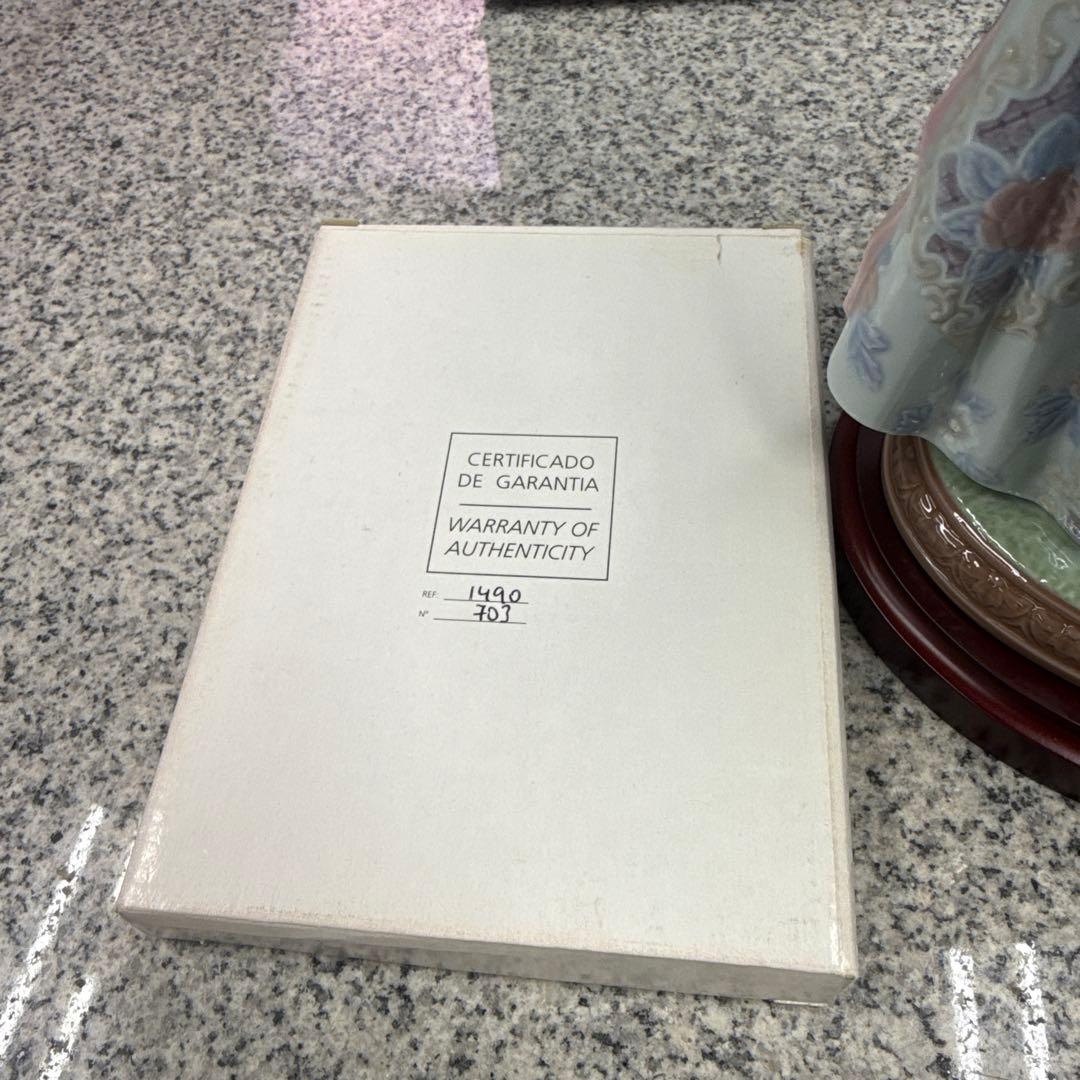 CERTIFICADO
DE GARANTIA
WARRANTY OF
AUTHENTICITY
REF: 1490
Nº 703